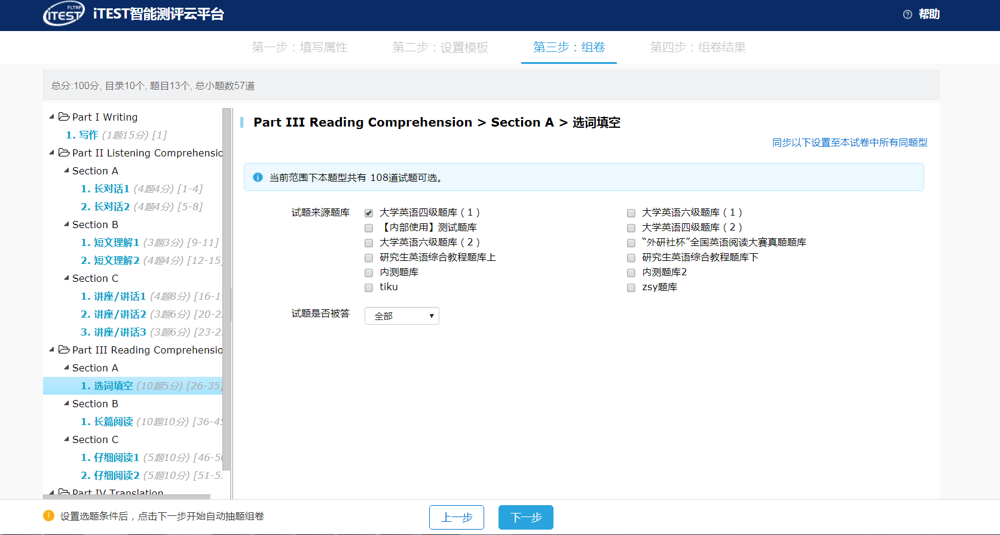 FLTRP
iTEST
iTEST智能测评云平台
帮助
第一步：填写属性
第二步：设置模板
第三步：组卷
第四步：组卷结果
总分:100分, 目录10个, 题目13个, 总小题数57道
Part I Writing
1. 写作 (1题15分) [1]
Part II Listening Comprehensio
Section A
1. 长对话1 (4题4分) [1-4]
2. 长对话2 (4题4分) [5-8]
Section B
1. 短文理解1 (3题3分) [9-11]
2. 短文理解2 (4题4分) [12-15]
Section C
1. 讲座/讲话1 (4题8分) [16-1
2. 讲座/讲话2 (3题6分) [20-2
3. 讲座/讲话3 (3题6分) [23-2
Part III Reading Comprehensio
Section A
1. 选词填空 (10题5分) [26-35]
Section B
1. 长篇阅读 (10题10分) [36-45
Section C
1. 仔细阅读1 (5题10分) [46-50
2. 仔细阅读2 (5题10分) [51-5
Part IV Translation
Part III Reading Comprehension > Section A > 选词填空
同步以下设置至本试卷中所有同题型
当前范围下本题型共有 108道试题可选。
试题来源题库
大学英语四级题库（1）
大学英语六级题库（1）
【内部使用】测试题库
大学英语四级题库（2）
大学英语六级题库（2）
“外研社杯”全国英语阅读大赛真题题库
研究生英语综合教程题库上
研究生英语综合教程题库下
内测题库
内测题库2
tiku
zsy题库
试题是否被答
全部
设置选题条件后，点击下一步开始自动抽题组卷
上一步
下一步